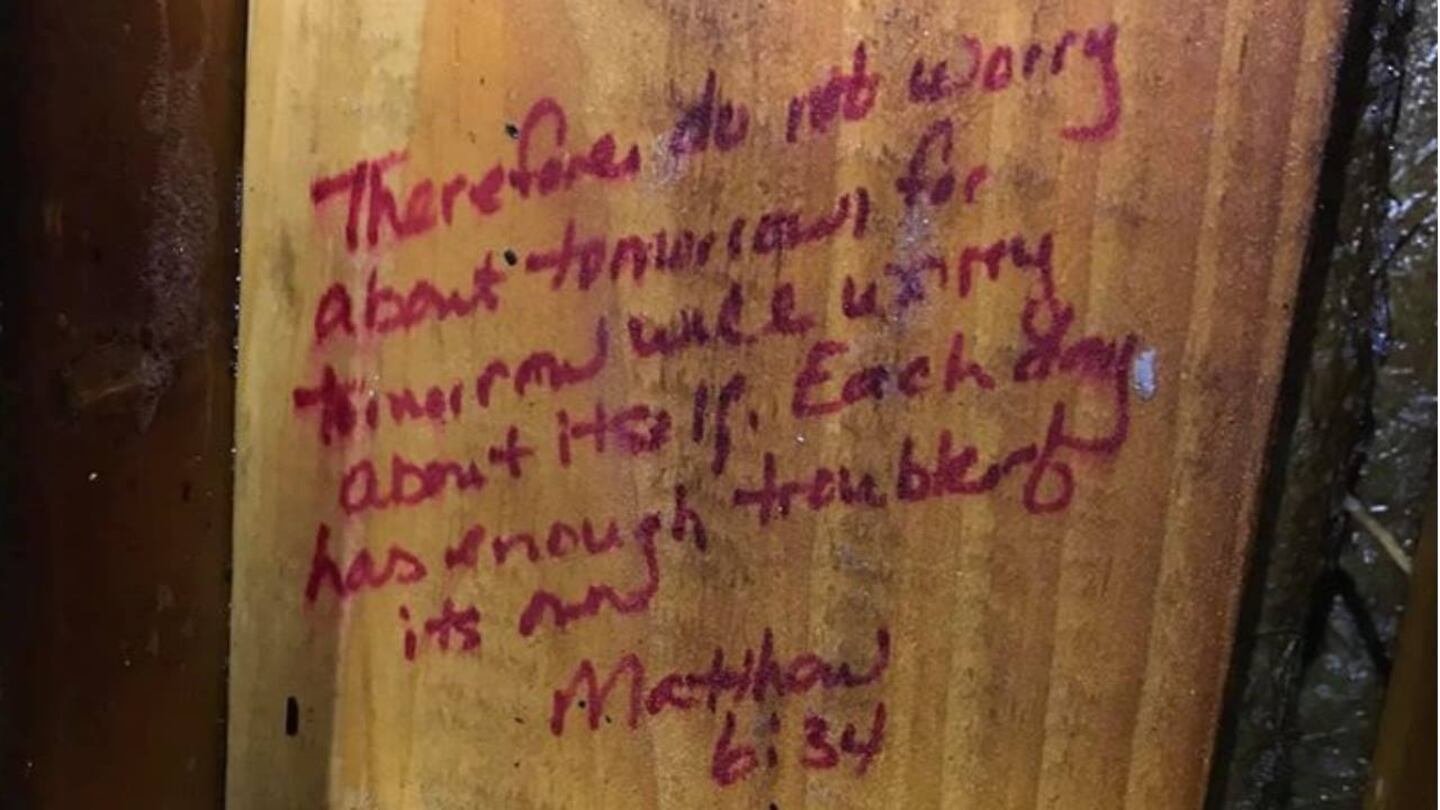 Therefore do not worry
about tomorrow for
tomorrow will worry
about itself. Each day
has enough trouble of
its own
Matthew
6:34